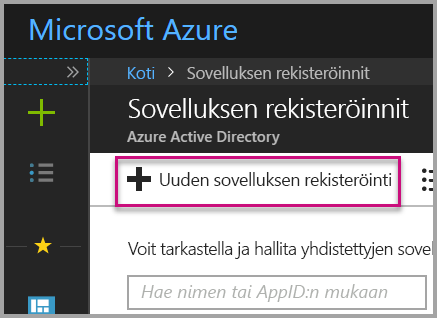 Microsoft Azure
Koti > Sovelluksen rekisteröinnit
Sovelluksen rekisteröinnit
Azure Active Directory
Uuden sovelluksen rekisteröinti
Voit tarkastella ja hallita yhdistettyjen sovel
Hae nimen tai AppID:n mukaan